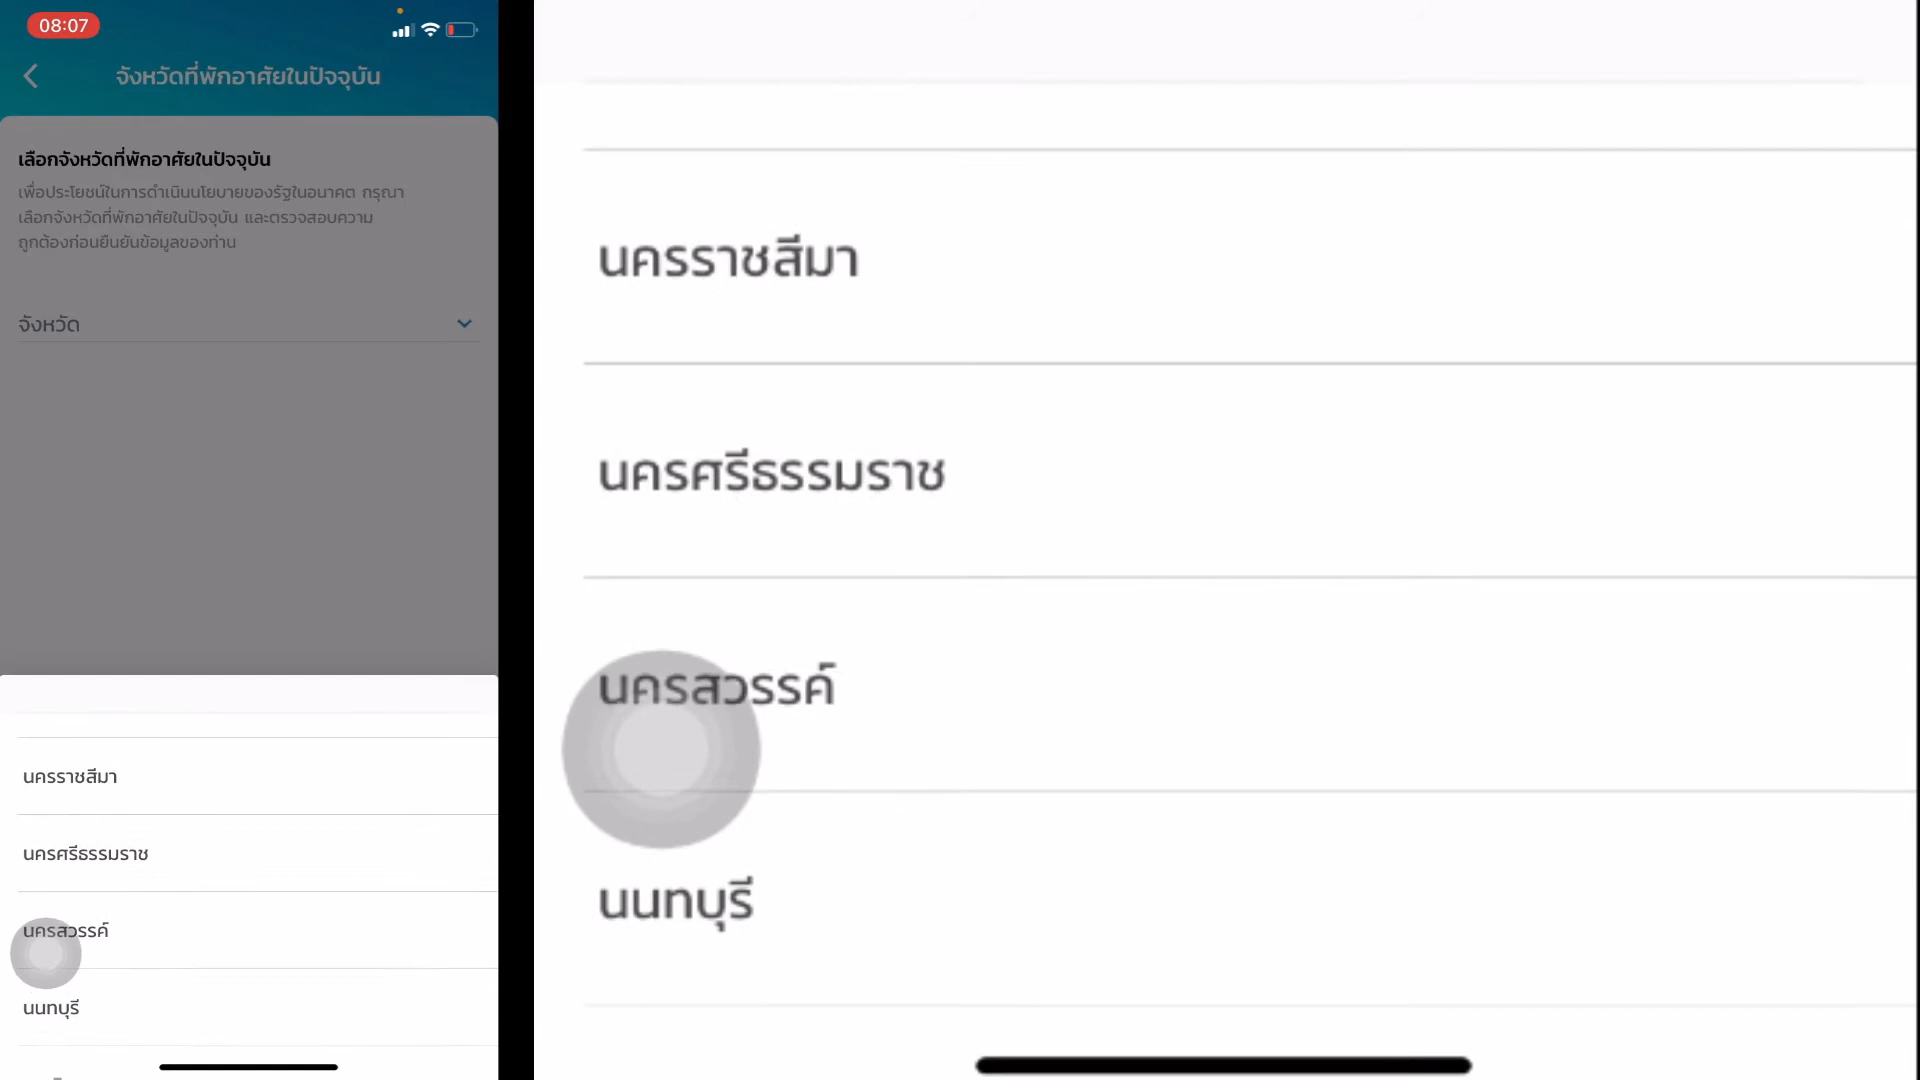 08:07
จังหวัดที่พักอาศัยในปัจจุบัน
เลือกจังหวัดที่พักอาศัยในปัจจุบัน
เพื่อประโยชน์ในการดำเนินนโยบายของรัฐในอนาคต กรุณา
เลือกจังหวัดที่พักอาศัยในปัจจุบัน และตรวจสอบความ
ถูกต้องก่อนยืนยันข้อมูลของท่าน
จังหวัด
นครราชสีมา
นครศรีธรรมราช
นครสวรรค์
นนทบุรี
นครราชสีมา
นครศรีธรรมราช
นครสวรรค์
นนทบุรี